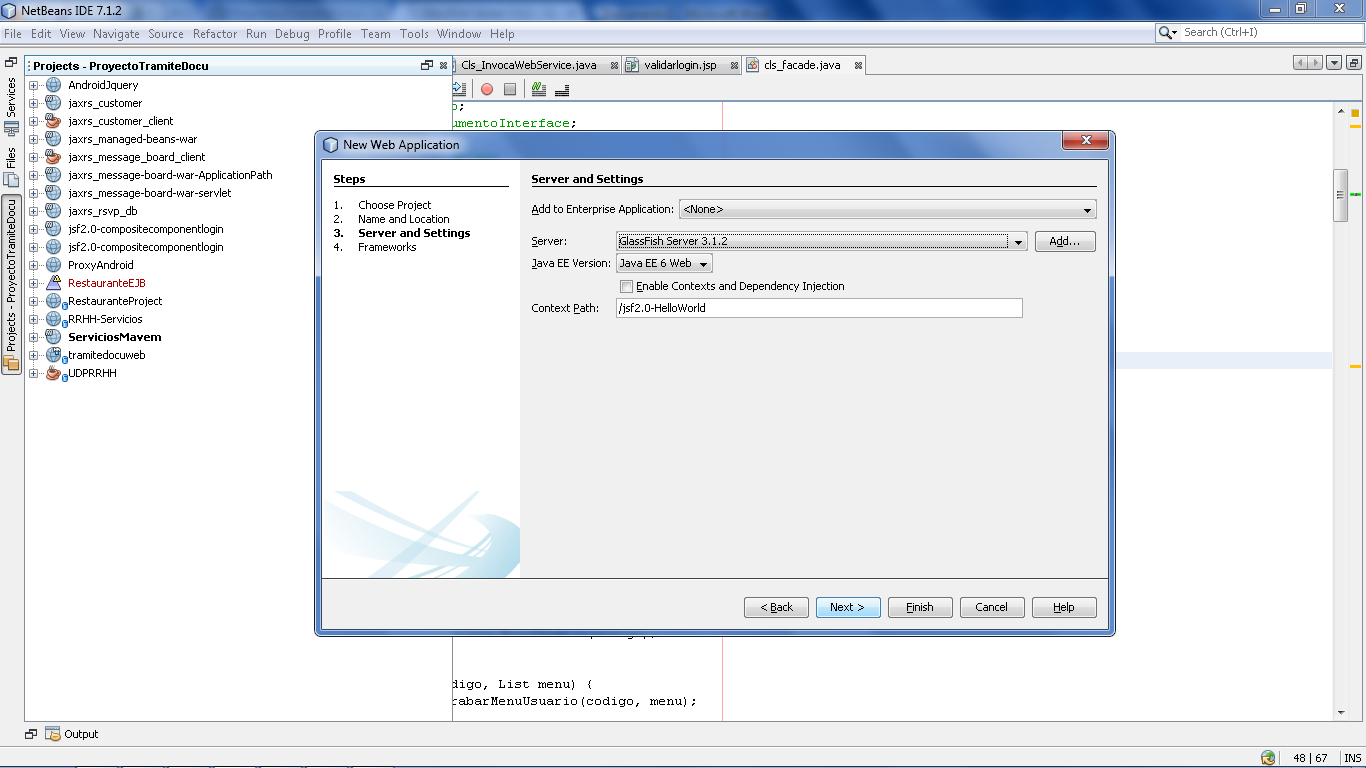 NetBeans IDE 7.1.2
File Edit View Navigate Source Refactor Run Debug Profile Team Tools Window Help
Search (Ctrl+I)
Projects - ProyectoTramiteDocu
Cls_InvocaWebService.java
validarlogin.jsp
cls_facade.java
Services
Files
Projects - ProyectoTramiteDocu
AndroidJquery
jaxrs_customer
jaxrs_customer_client
jaxrs_managed-beans-war
jaxrs_message_board_client
jaxrs_message-board-war-ApplicationPath
jaxrs_message-board-war-servlet
jaxrs_rsvp_db
jsf2.0-compositecomponentlogin
jsf2.0-compositecomponentlogin
ProxyAndroid
RestauranteEJB
RestauranteProject
RRHH-Servicios
ServiciosMavem
tramitedocuweb
UDPRRHH
umentoInterface;
New Web Application
Steps
1. Choose Project
2. Name and Location
3. Server and Settings
4. Frameworks
Server and Settings
Add to Enterprise Application: <None>
Server: GlassFish Server 3.1.2 Add...
Java EE Version: Java EE 6 Web
Enable Contexts and Dependency Injection
Context Path: /jsf2.0-HelloWorld
< Back Next > Finish Cancel Help
digo, List menu) {
rabarMenuUsuario(codigo, menu);
Output
48 | 67 INS